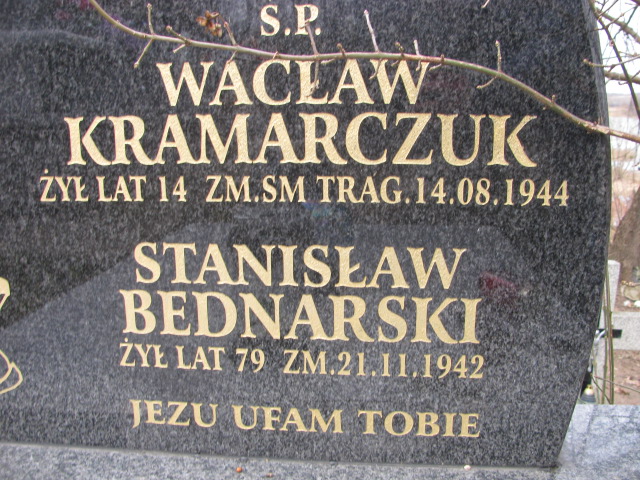 S.P.
WACŁAW
KRAMARCZUK
ŻYŁ LAT 14 ZM.SM TRAG.14.08.1944
STANISŁAW
BEDNARSKI
ŻYŁ LAT 79 ZM.21.11.1942
JEZU UFAM TOBIE